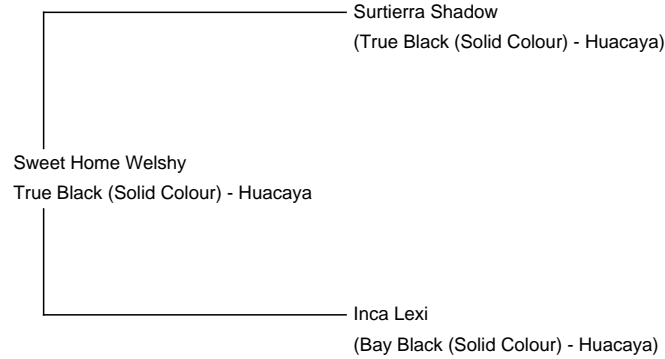 Surtierra Shadow
(True Black (Solid Colour) - Huacaya)
Sweet Home Welshy
True Black (Solid Colour) - Huacaya
Inca Lexi
(Bay Black (Solid Colour) - Huacaya)